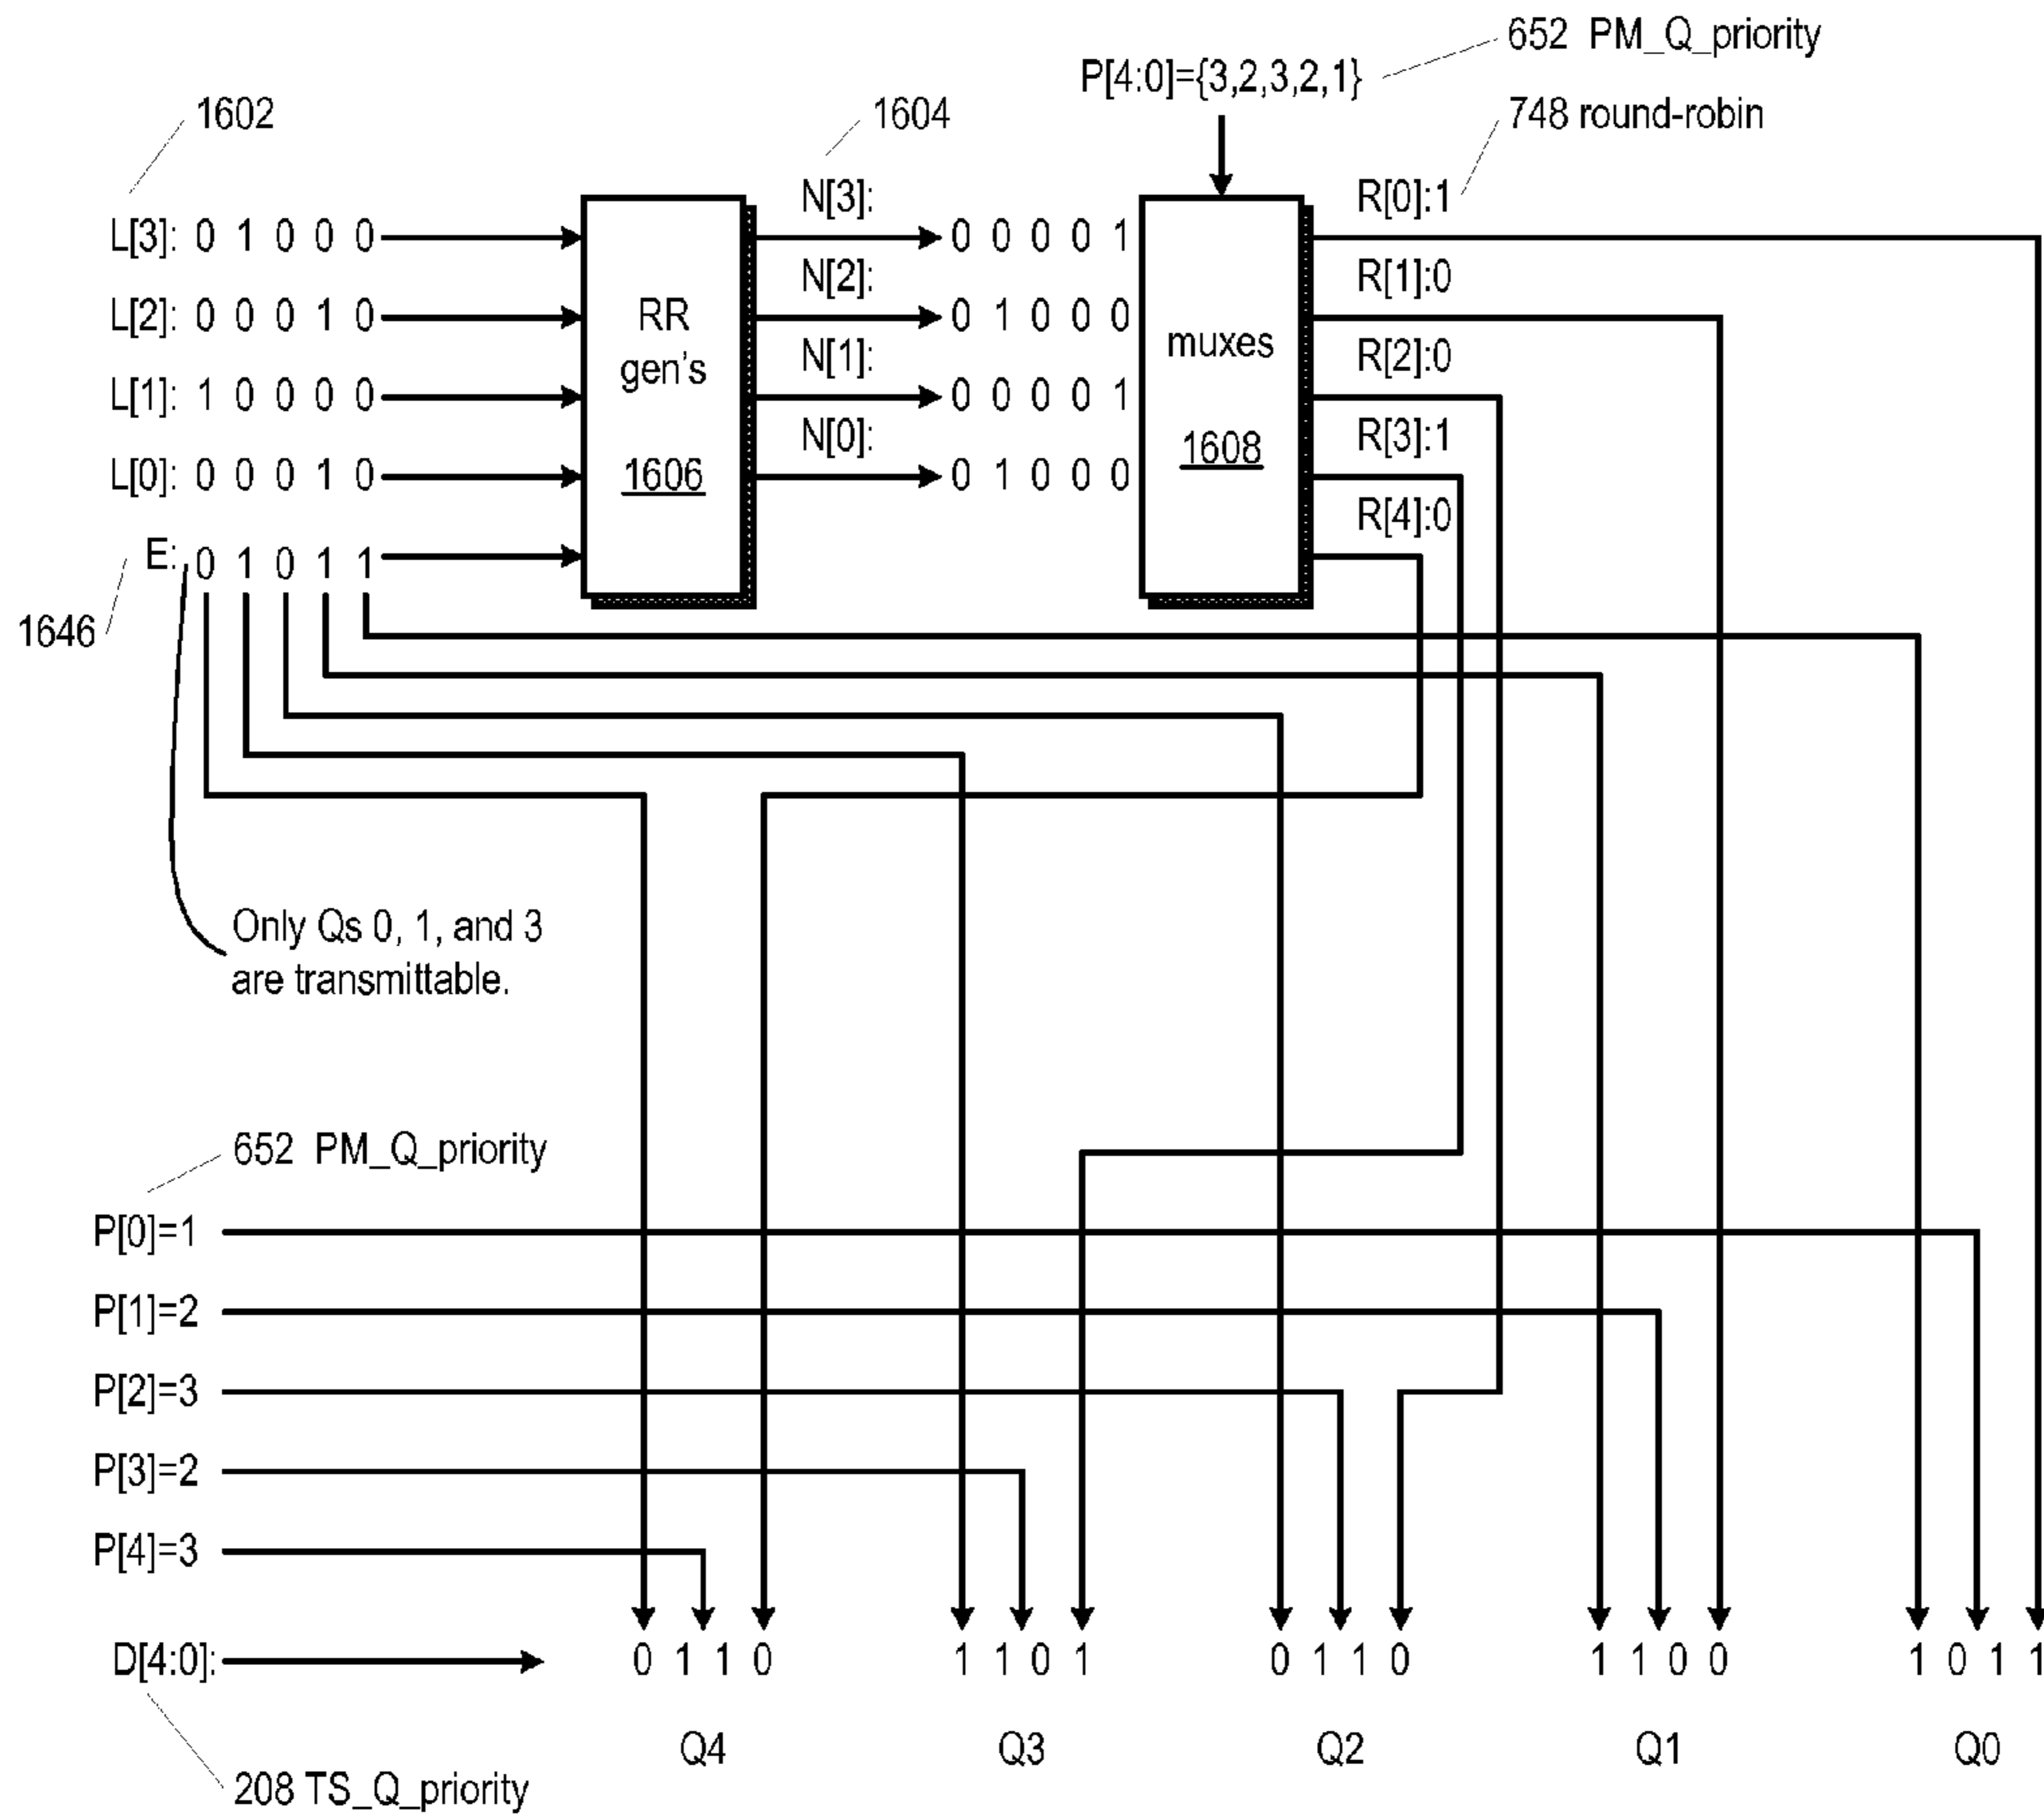 652 PM_Q_priority
P[4:0]={3,2,3,2,1}
1602
1604
748 round-robin
N[3]:
R[0]:1
L[3]: 0 1 0 0 0
0 0 0 0 1
N[2]:
R[1]:0
L[2]: 0 0 0 1 0
RR
gen's
1606
0 1 0 0 0
muxes
1608
N[1]:
R[2]:0
L[1]: 1 0 0 0 0
0 0 0 0 1
N[0]:
R[3]:1
L[0]: 0 0 0 1 0
0 1 0 0 0
R[4]:0
E: 0 1 0 1 1
1646
Only Qs 0, 1, and 3
are transmittable.
652 PM_Q_priority
P[0]=1
P[1]=2
P[2]=3
P[3]=2
P[4]=3
D[4:0]: 0 1 1 0 1 1 0 1 0 1 1 0 1 1 0 0 1 0 1 1
Q4 Q3 Q2 Q1 Q0
208 TS_Q_priority